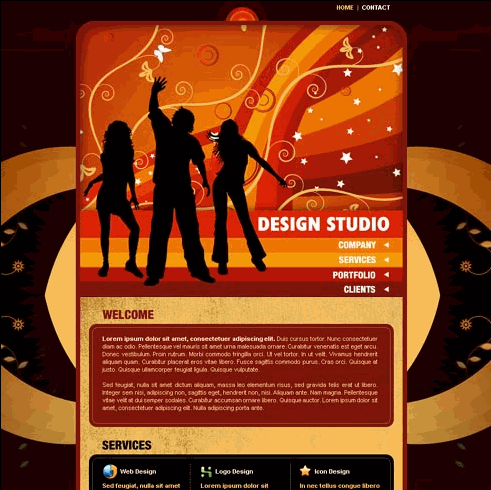 HOME | CONTACT
DESIGN STUDIO
COMPANY
SERVICES
PORTFOLIO
CLIENTS
WELCOME
Lorem ipsum dolor sit amet, consectetuer adipiscing elit. Duis cursus tortor. Nunc consectetuer
diam ac odio. Pellentesque vel mauris sit amet urna malesuada ornare. Curabitur venenatis est eget arcu.
Donec vestibulum. Proin rutrum. Morbi commodo fringilla orci. Ut vel tortor. In ut velit. Vivamus hendrerit
aliquam quam. Curabitur placerat eros vitae libero. Fusce sagittis commodo purus. Cras orci. Quisque at
justo. Quisque ullamcorper feugiat ligula. Quisque vulputate.
Sed feugiat, nulla sit amet dictum aliquam, massa leo elementum risus, sed gravida felis erat ut libero.
Integer sem nisi, adipiscing non, sagittis eget, hendrerit non, nisi. Aliquam ante. Nam magna. Pellentesque
vitae velit at dui semper sodales. Curabitur accumsan ornare libero. Quisque auctor. Lorem ipsum dolor sit
amet, consectetuer adipiscing elit. Nulla adipiscing porta ante.
SERVICES
Web Design
Logo Design
Icon Design
Sed feugiat, nulla sit amet
Lorem ipsum dolor sit
In nec tellus congue libero